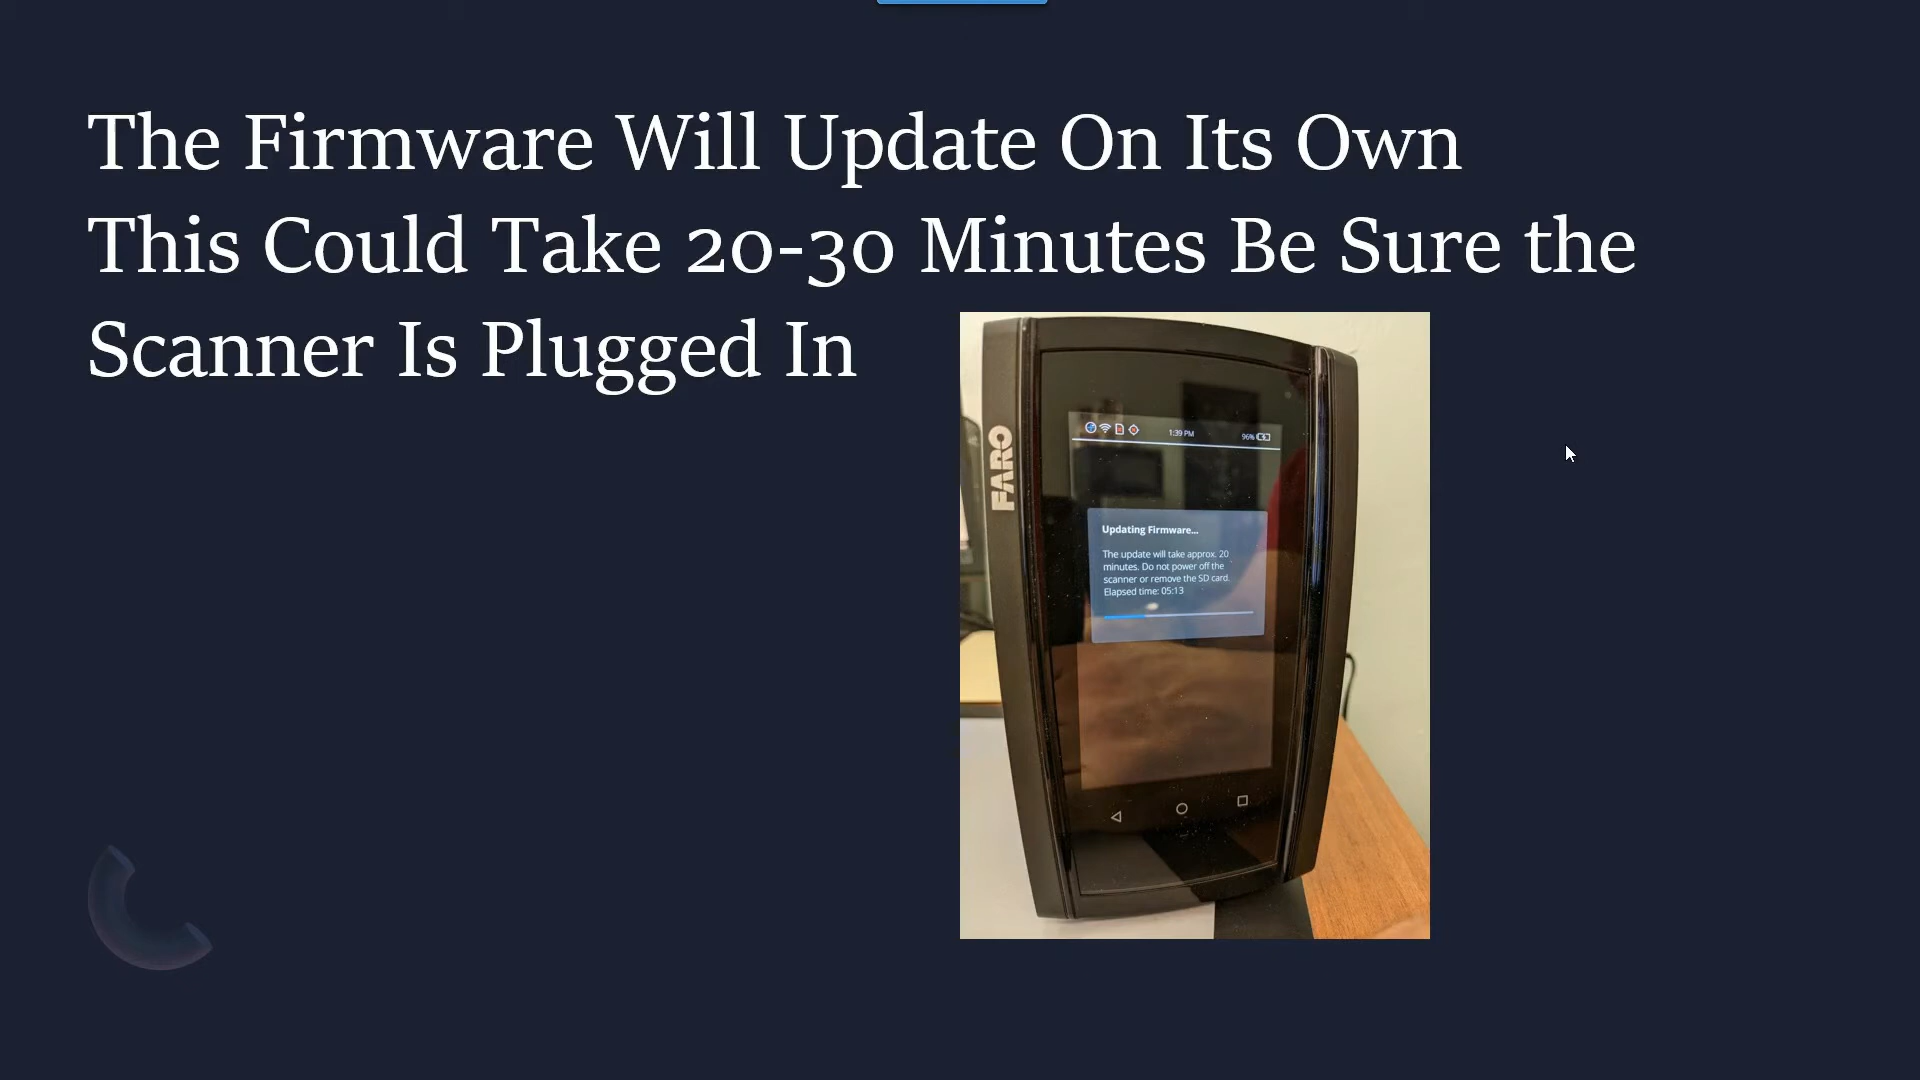 The Firmware Will Update On Its Own
This Could Take 20-30 Minutes Be Sure the
Scanner Is Plugged In
FARO
1:39 PM
96%
Updating Firmware...
The update will take approx. 20
minutes. Do not power off the
scanner or remove the SD card.
Elapsed time: 05:13